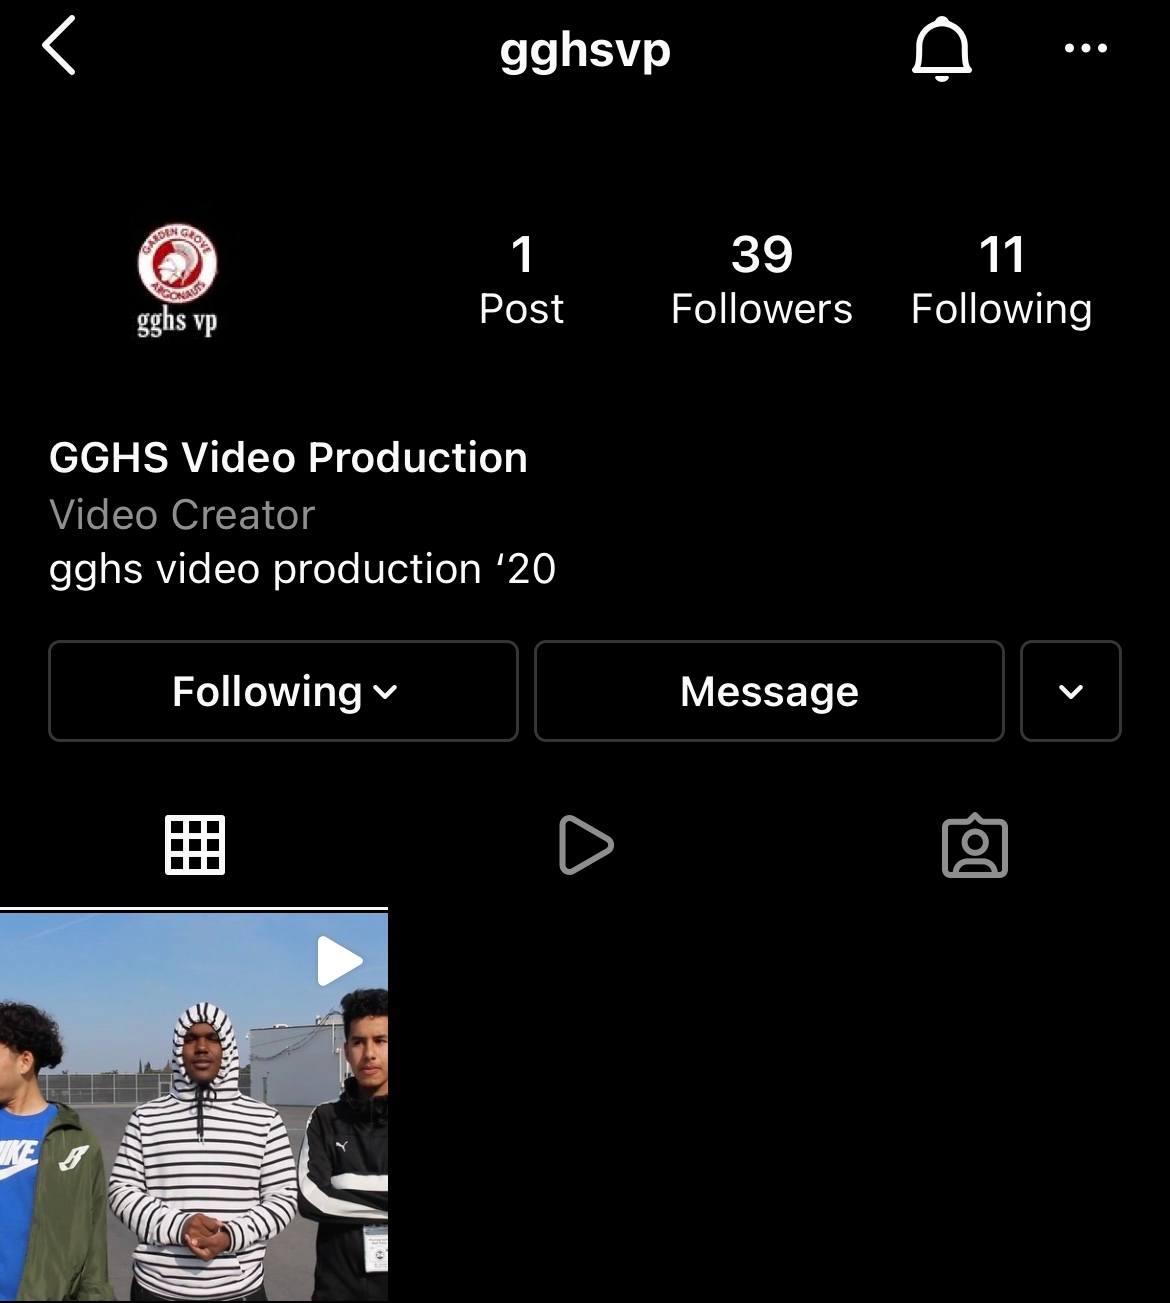 gghsvp
GARDEN GROVE
ARGONAUTS
gghs vp
1
Post
39
Followers
11
Following
GGHS Video Production
Video Creator
gghs video production ‘20
Following
Message
NIKE
B